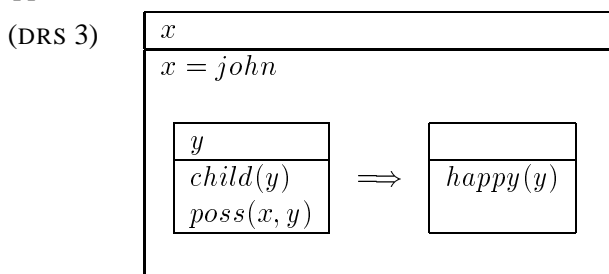 (DRS 3)
x
x = john
y
child(y) ⟹ happy(y)
poss(x, y)